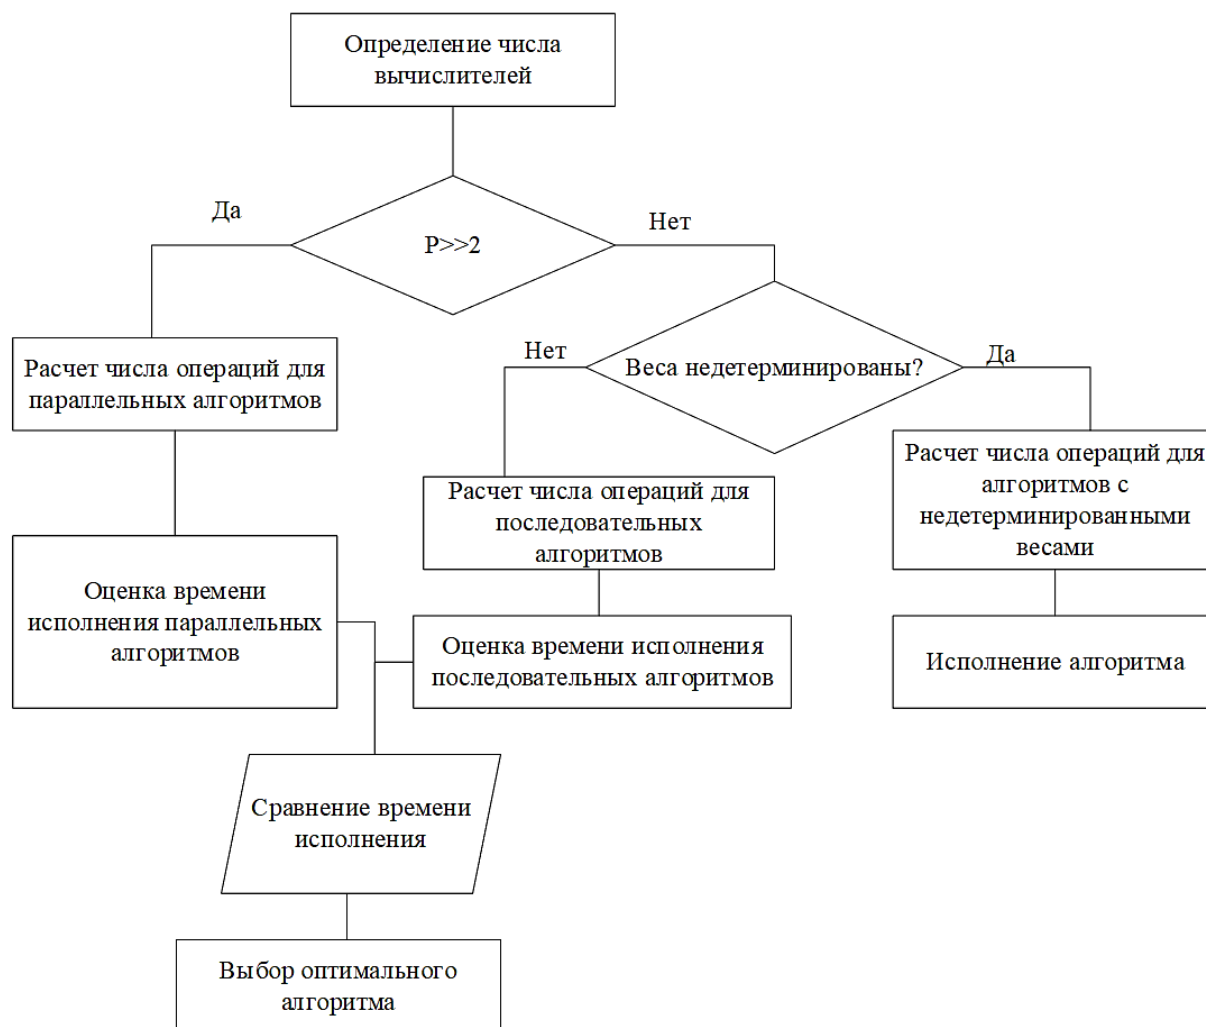 Определение числа
вычислителей
Да
P>>2
Нет
Нет
Веса недетерминированы?
Да
Расчет числа операций для
параллельных алгоритмов
Расчет числа операций для
последовательных
алгоритмов
Расчет числа операций для
алгоритмов с
недетерминированными
весами
Оценка времени
исполнения параллельных
алгоритмов
Оценка времени исполнения
последовательных алгоритмов
Исполнение алгоритма
Сравнение времени
исполнения
Выбор оптимального
алгоритма